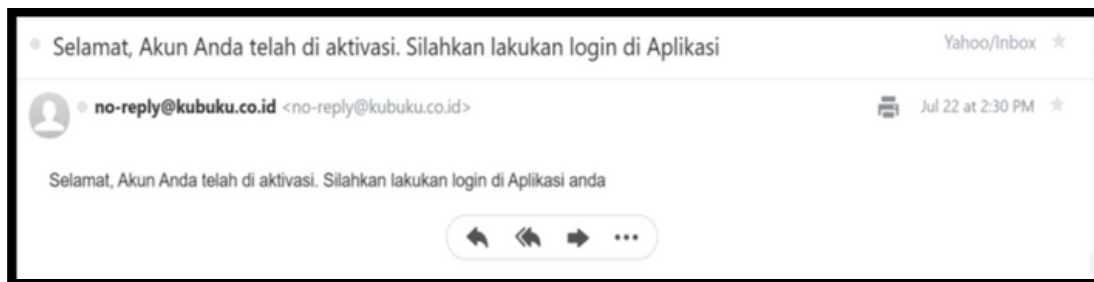 Selamat, Akun Anda telah di aktivasi. Silahkan lakukan login di Aplikasi Yahoo/Inbox
no-reply@kubuku.co.id <no-reply@kubuku.co.id> Jul 22 at 2:30 PM
Selamat, Akun Anda telah di aktivasi. Silahkan lakukan login di Aplikasi anda